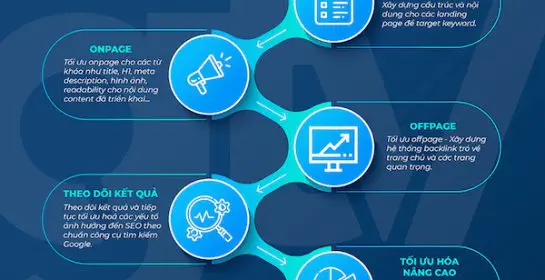 Xây dựng cấu trúc và nội
dung cho các landing
page để target keyword.
ONPAGE
Tối ưu onpage cho các từ
khóa như title, H1, meta
description, hình ảnh,
readability cho nội dung
content đã triển khai...
OFFPAGE
Tối ưu offpage - Xây dựng
hệ thống backlink trỏ về
trang chủ và các trang
quan trọng.
THEO DÕI KẾT QUẢ
Theo dõi kết quả và tiếp
tục tối ưu hoá các yếu tố
ảnh hưởng đến SEO theo
chuẩn công cụ tìm kiếm
Google.
TỐI ƯU HÓA
NÂNG CAO